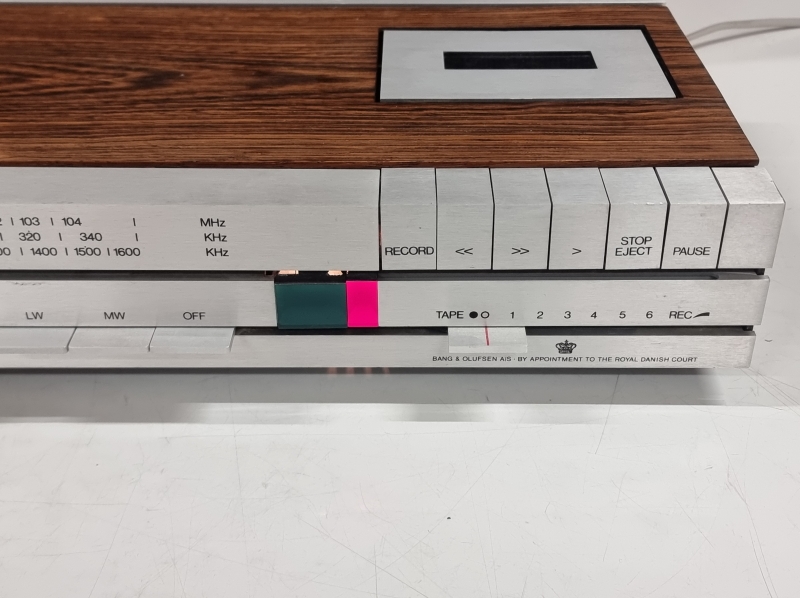 103 104 MHz
320 340 KHz
1400 1500 1600 KHz
RECORD << >> > STOP EJECT PAUSE
LW MW OFF
TAPE ●0 1 2 3 4 5 6 REC
BANG & OLUFSEN A/S · BY APPOINTMENT TO THE ROYAL DANISH COURT